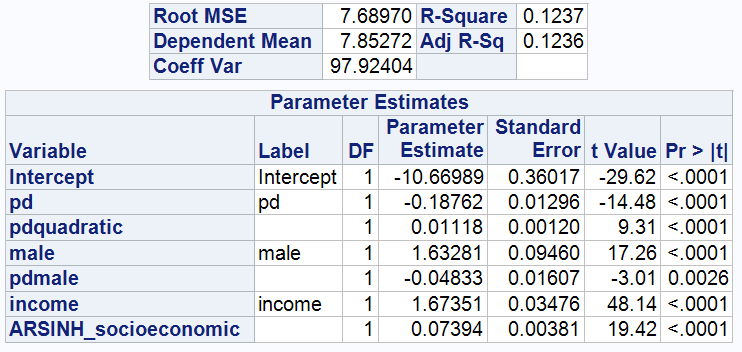 Root MSE 7.68970 R-Square 0.1237
Dependent Mean 7.85272 Adj R-Sq 0.1236
Coeff Var 97.92404
Parameter Estimates
Variable Label DF Parameter Estimate Standard Error t Value Pr > |t|
Intercept Intercept 1 -10.66989 0.36017 -29.62 <.0001
pd pd 1 -0.18762 0.01296 -14.48 <.0001
pdquadratic 1 0.01118 0.00120 9.31 <.0001
male male 1 1.63281 0.09460 17.26 <.0001
pdmale 1 -0.04833 0.01607 -3.01 0.0026
income income 1 1.67351 0.03476 48.14 <.0001
ARSINH_socioeconomic 1 0.07394 0.00381 19.42 <.0001